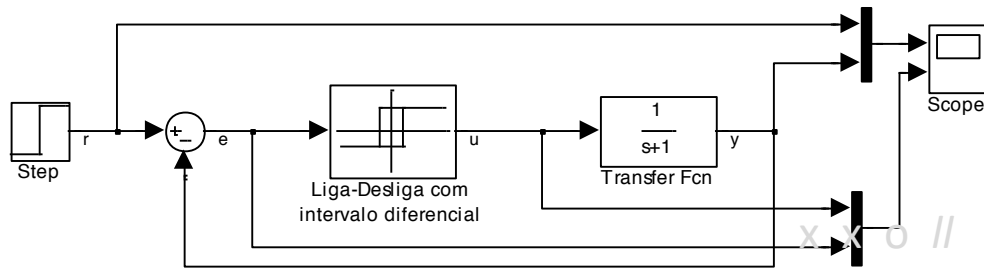 Step
r
+
−
e
Liga-Desliga com
intervalo diferencial
u
1
s+1
Transfer Fcn
y
Scope
x x o //